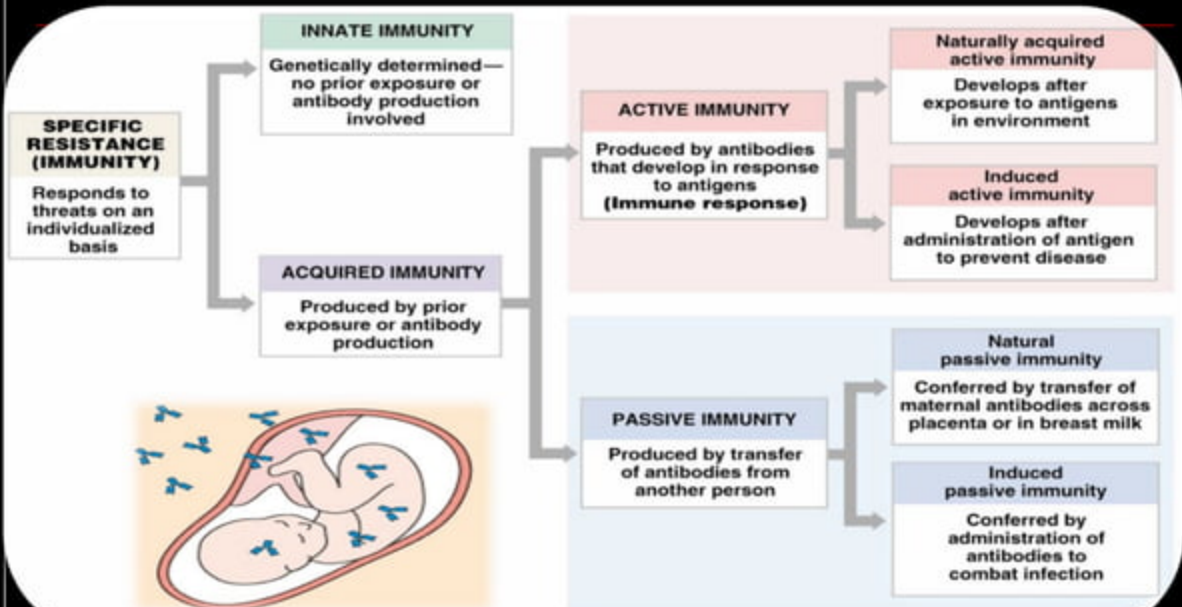 SPECIFIC
RESISTANCE
(IMMUNITY)
Responds to
threats on an
individualized
basis
INNATE IMMUNITY
Genetically determined—
no prior exposure or
antibody production
involved
ACQUIRED IMMUNITY
Produced by prior
exposure or antibody
production
ACTIVE IMMUNITY
Produced by antibodies
that develop in response
to antigens
(Immune response)
Naturally acquired
active immunity
Develops after
exposure to antigens
in environment
Induced
active immunity
Develops after
administration of antigen
to prevent disease
PASSIVE IMMUNITY
Produced by transfer
of antibodies from
another person
Natural
passive immunity
Conferred by transfer of
maternal antibodies across
placenta or in breast milk
Induced
passive immunity
Conferred by
administration of
antibodies to
combat infection